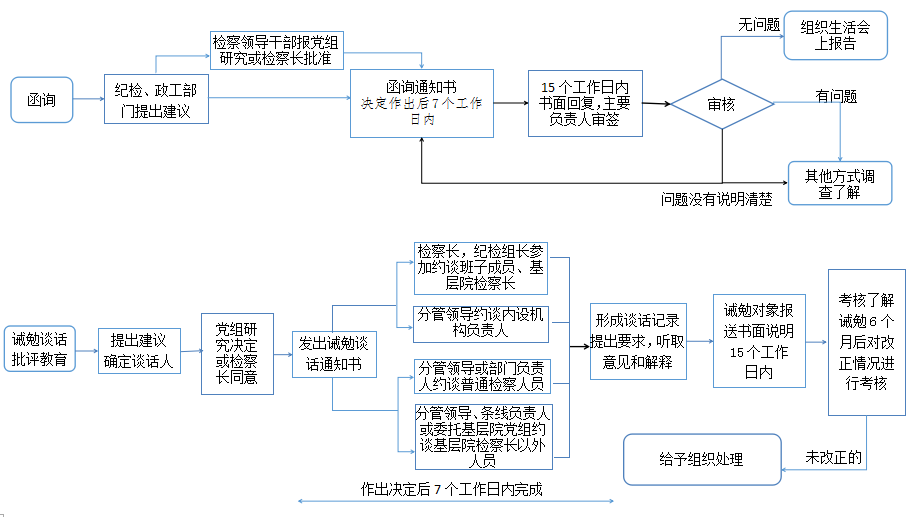 检察领导干部报党组
研究或检察长批准
函询
纪检、政工部
门提出建议
函询通知书
决定作出后7个工作
日内
15个工作日内
书面回复，主要
负责人审签
审核
无问题
组织生活会
上报告
有问题
其他方式调
查了解
问题没有说明清楚
诫勉谈话
批评教育
提出建议
确定谈话人
党组研
究决定
或检察
长同意
发出诫勉谈
话通知书
检察长，纪检组长参
加约谈班子成员、基
层院检察长
分管领导约谈内设机
构负责人
分管领导或部门负责
人约谈普通检察人员
分管领导、条线负责人
或委托基层院党组约
谈基层院检察长以外
人员
形成谈话记录
提出要求，听取
意见和解释
诫勉对象报
送书面说明
15个工作
日内
考核了解
诫勉6个
月后对改
正情况进
行考核
未改正的
给予组织处理
作出决定后7个工作日内完成